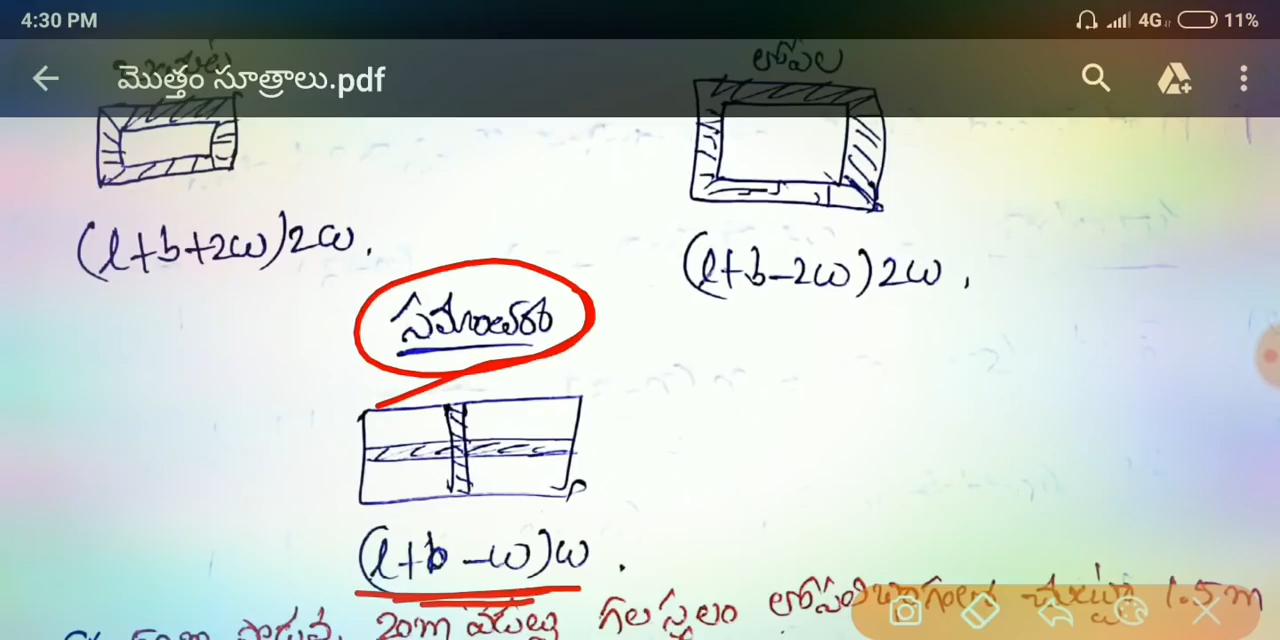 4:30 PM 4G 11%
మొత్తం సూత్రాలు.pdf
లోపల
(l+b+2w)2w.
(l+b-2w)2w,
సమాంతరం
(l+b-w)w.
20m వెడల్పు గల స్థలం లోపలి 1.5m